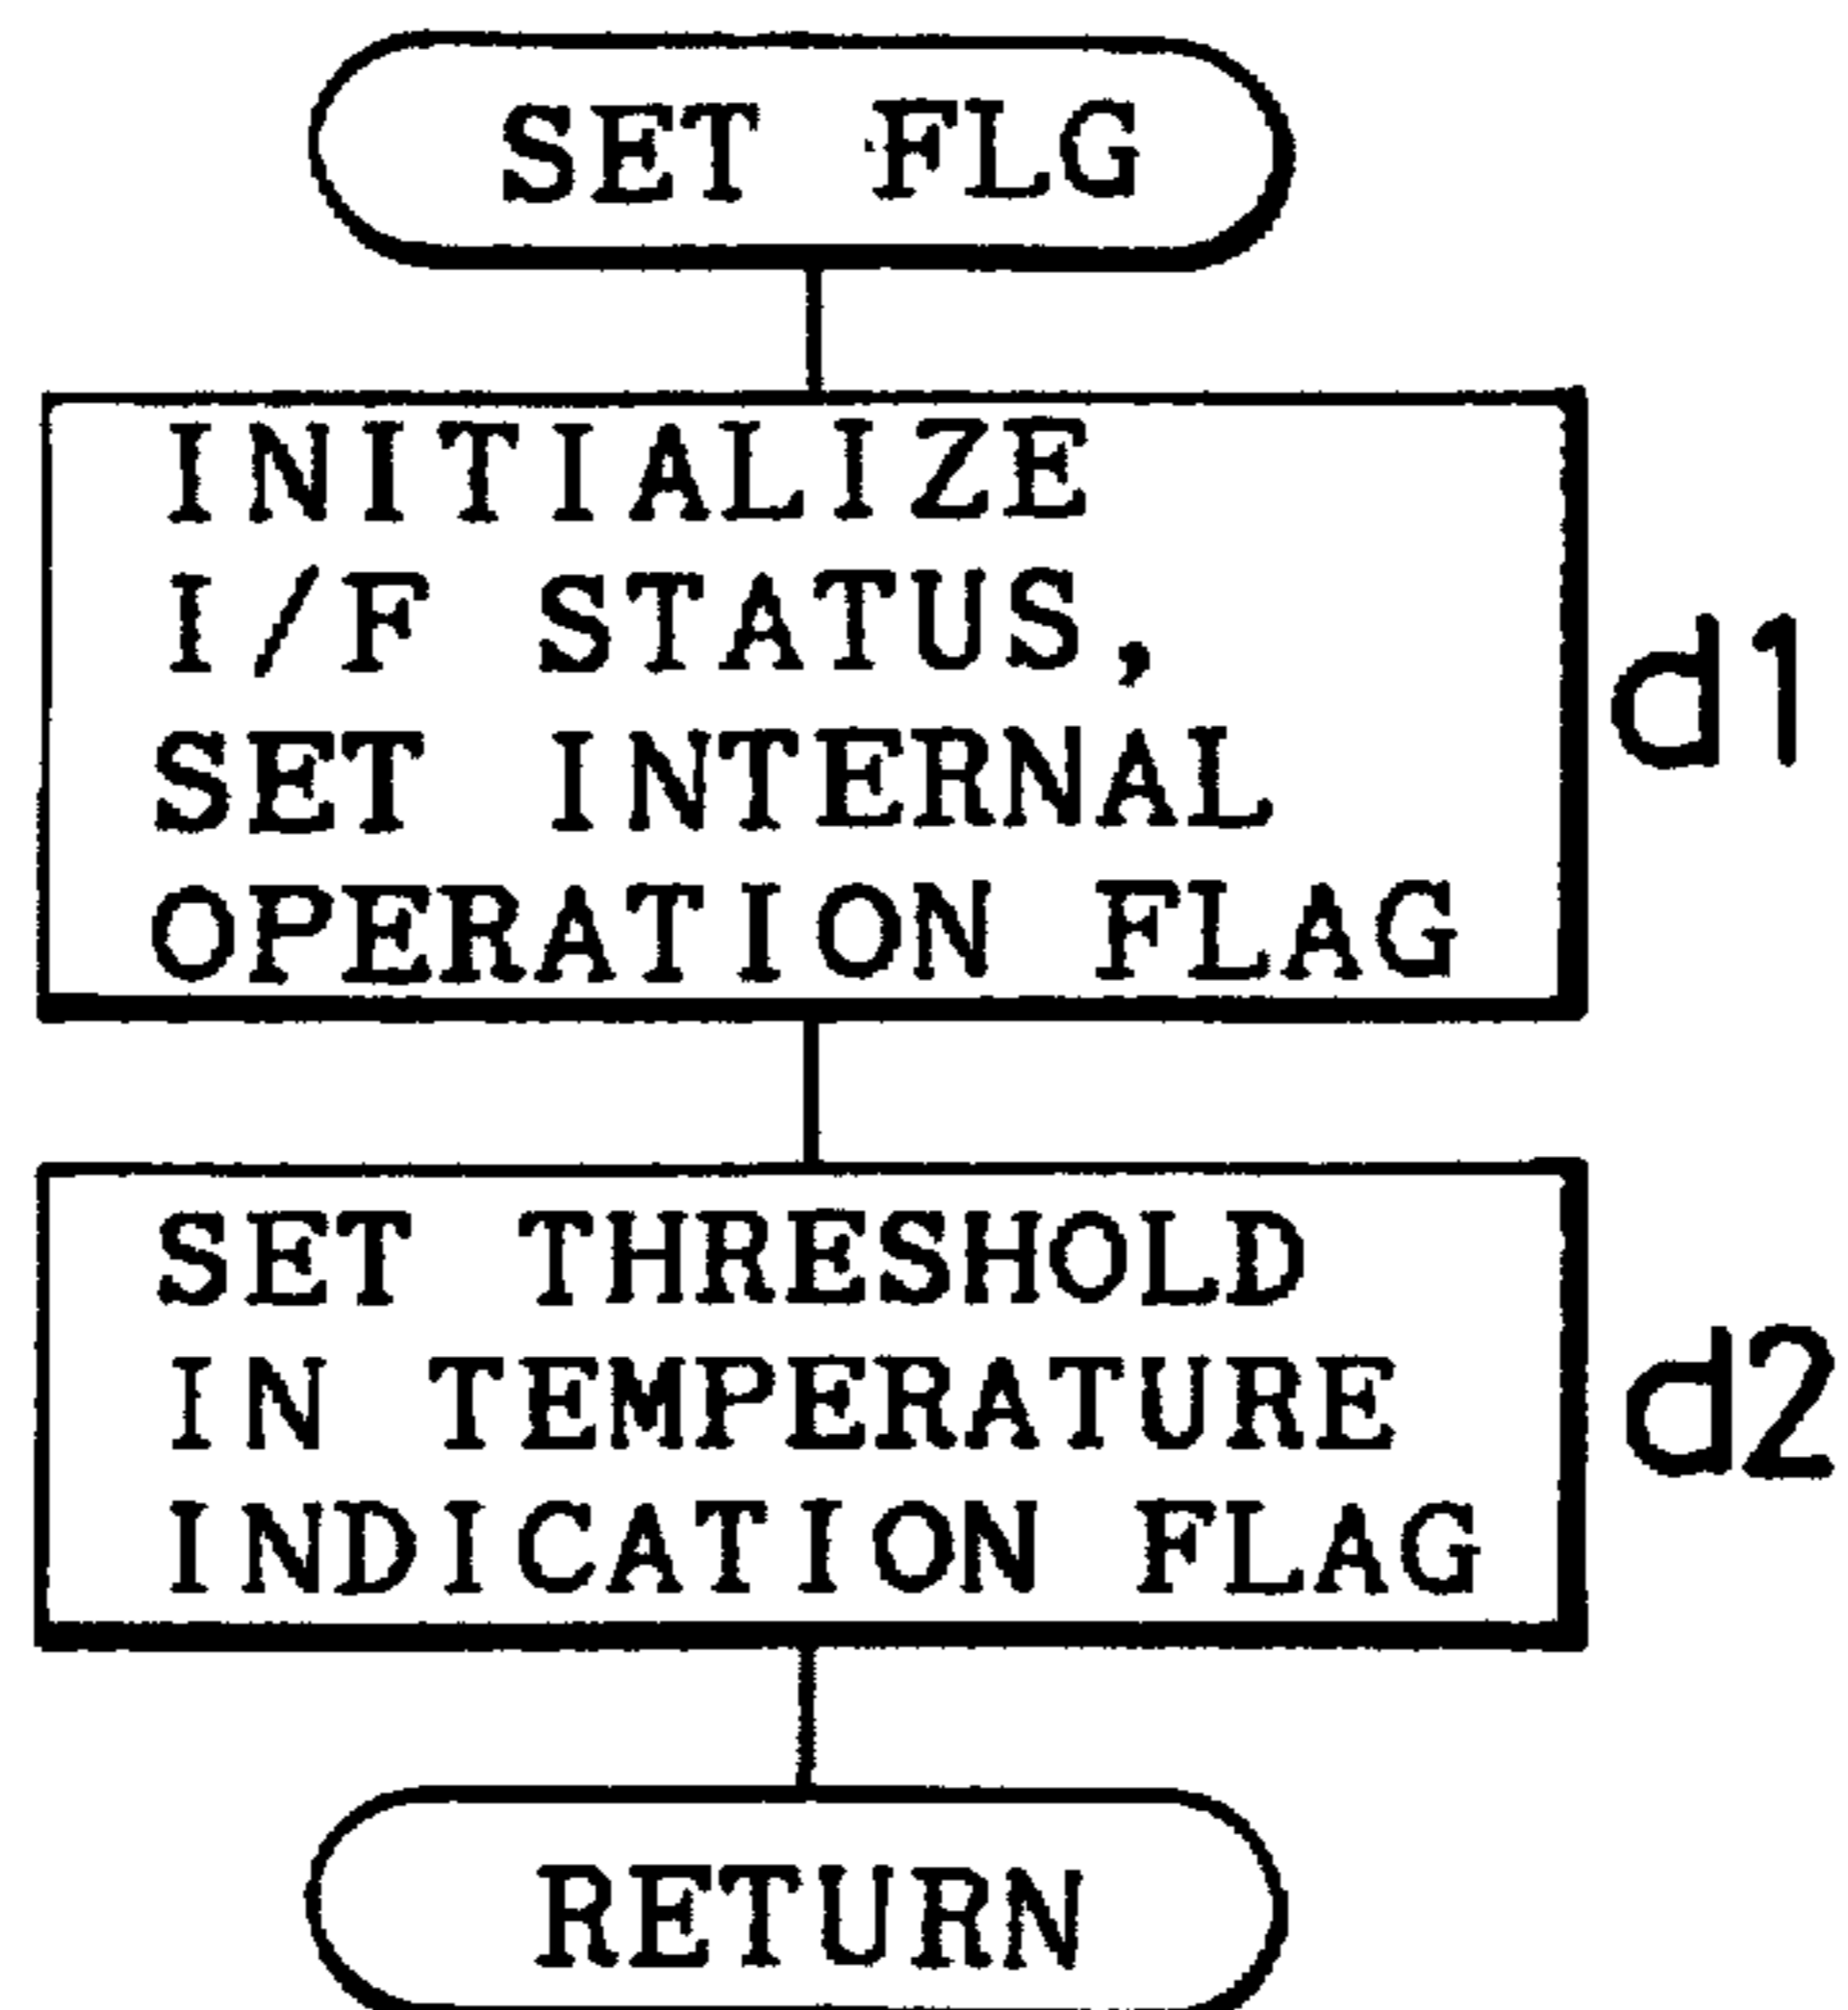 SET FLG
INITIALIZE
I/F STATUS,
SET INTERNAL
OPERATION FLAG
d1
SET THRESHOLD
IN TEMPERATURE
INDICATION FLAG
d2
RETURN